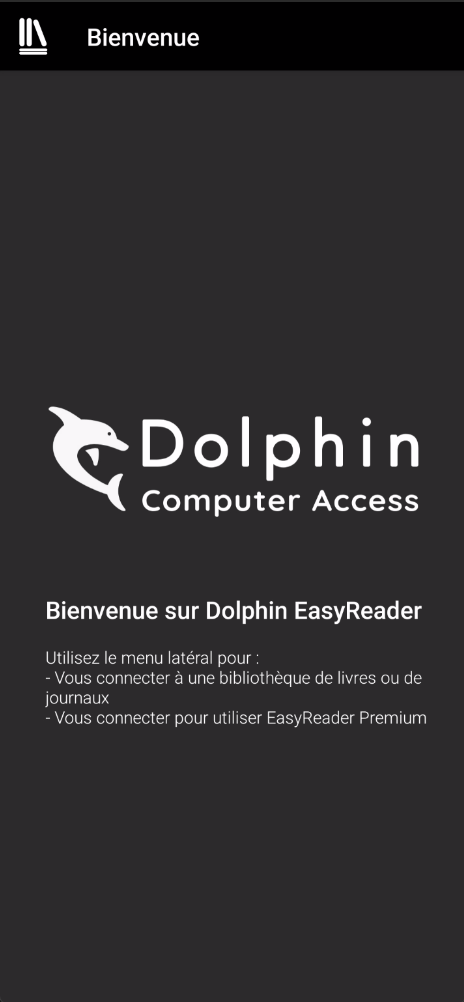 Bienvenue
Dolphin
Computer Access
Bienvenue sur Dolphin EasyReader
Utilisez le menu latéral pour :
- Vous connecter à une bibliothèque de livres ou de
journaux
- Vous connecter pour utiliser EasyReader Premium